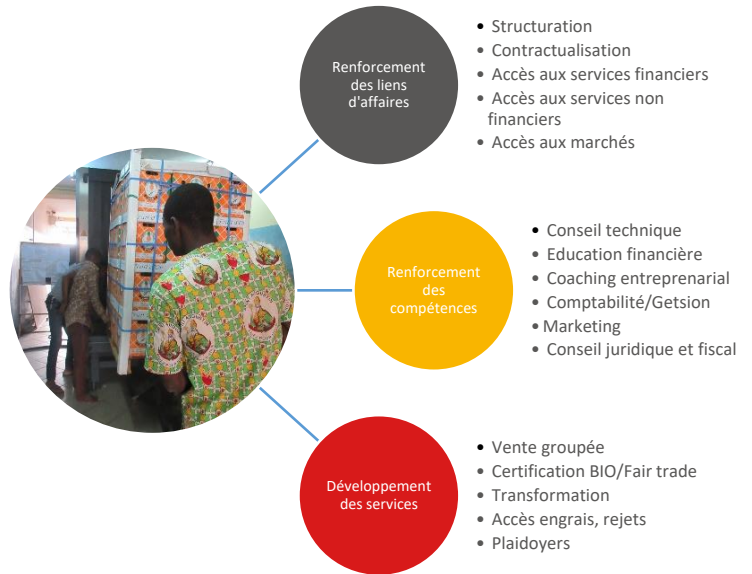 Renforcement
des liens
d'affaires
• Structuration
• Contractualisation
• Accès aux services financiers
• Accès aux services non
financiers
• Accès aux marchés
Renforcement
des
compétences
• Conseil technique
• Education financière
• Coaching entreprenarial
• Comptabilité/Getsion
• Marketing
• Conseil juridique et fiscal
Développement
des services
• Vente groupée
• Certification BIO/Fair trade
• Transformation
• Accès engrais, rejets
• Plaidoyers